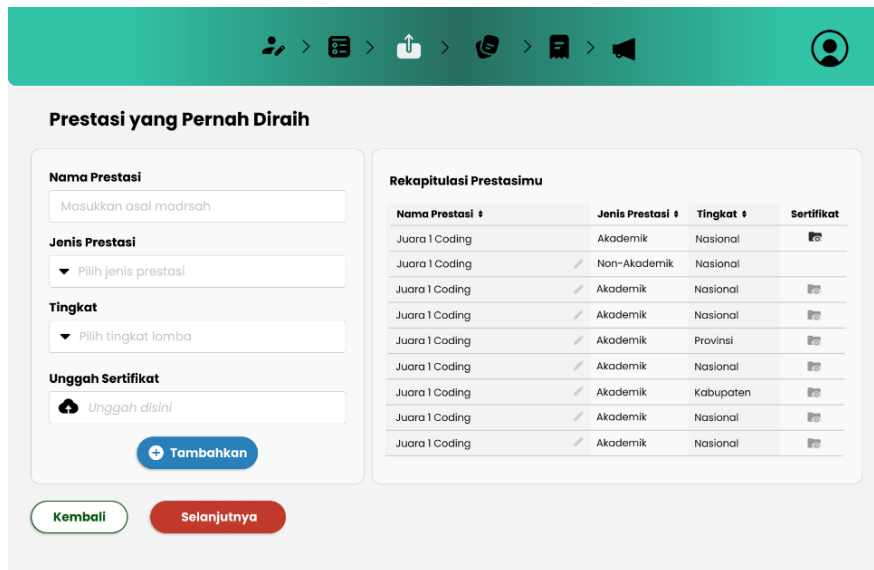 Prestasi yang Pernah Diraih
Nama Prestasi
Masukkan asal madrsah
Jenis Prestasi
Pilih jenis prestasi
Tingkat
Pilih tingkat lomba
Unggah Sertifikat
Unggah disini
Tambahkan
Rekapitulasi Prestasimu
Nama Prestasi Jenis Prestasi Tingkat Sertifikat
Juara 1 Coding Akademik Nasional
Juara 1 Coding Non-Akademik Nasional
Juara 1 Coding Akademik Nasional
Juara 1 Coding Akademik Nasional
Juara 1 Coding Akademik Provinsi
Juara 1 Coding Akademik Nasional
Juara 1 Coding Akademik Kabupaten
Juara 1 Coding Akademik Nasional
Juara 1 Coding Akademik Nasional
Kembali
Selanjutnya